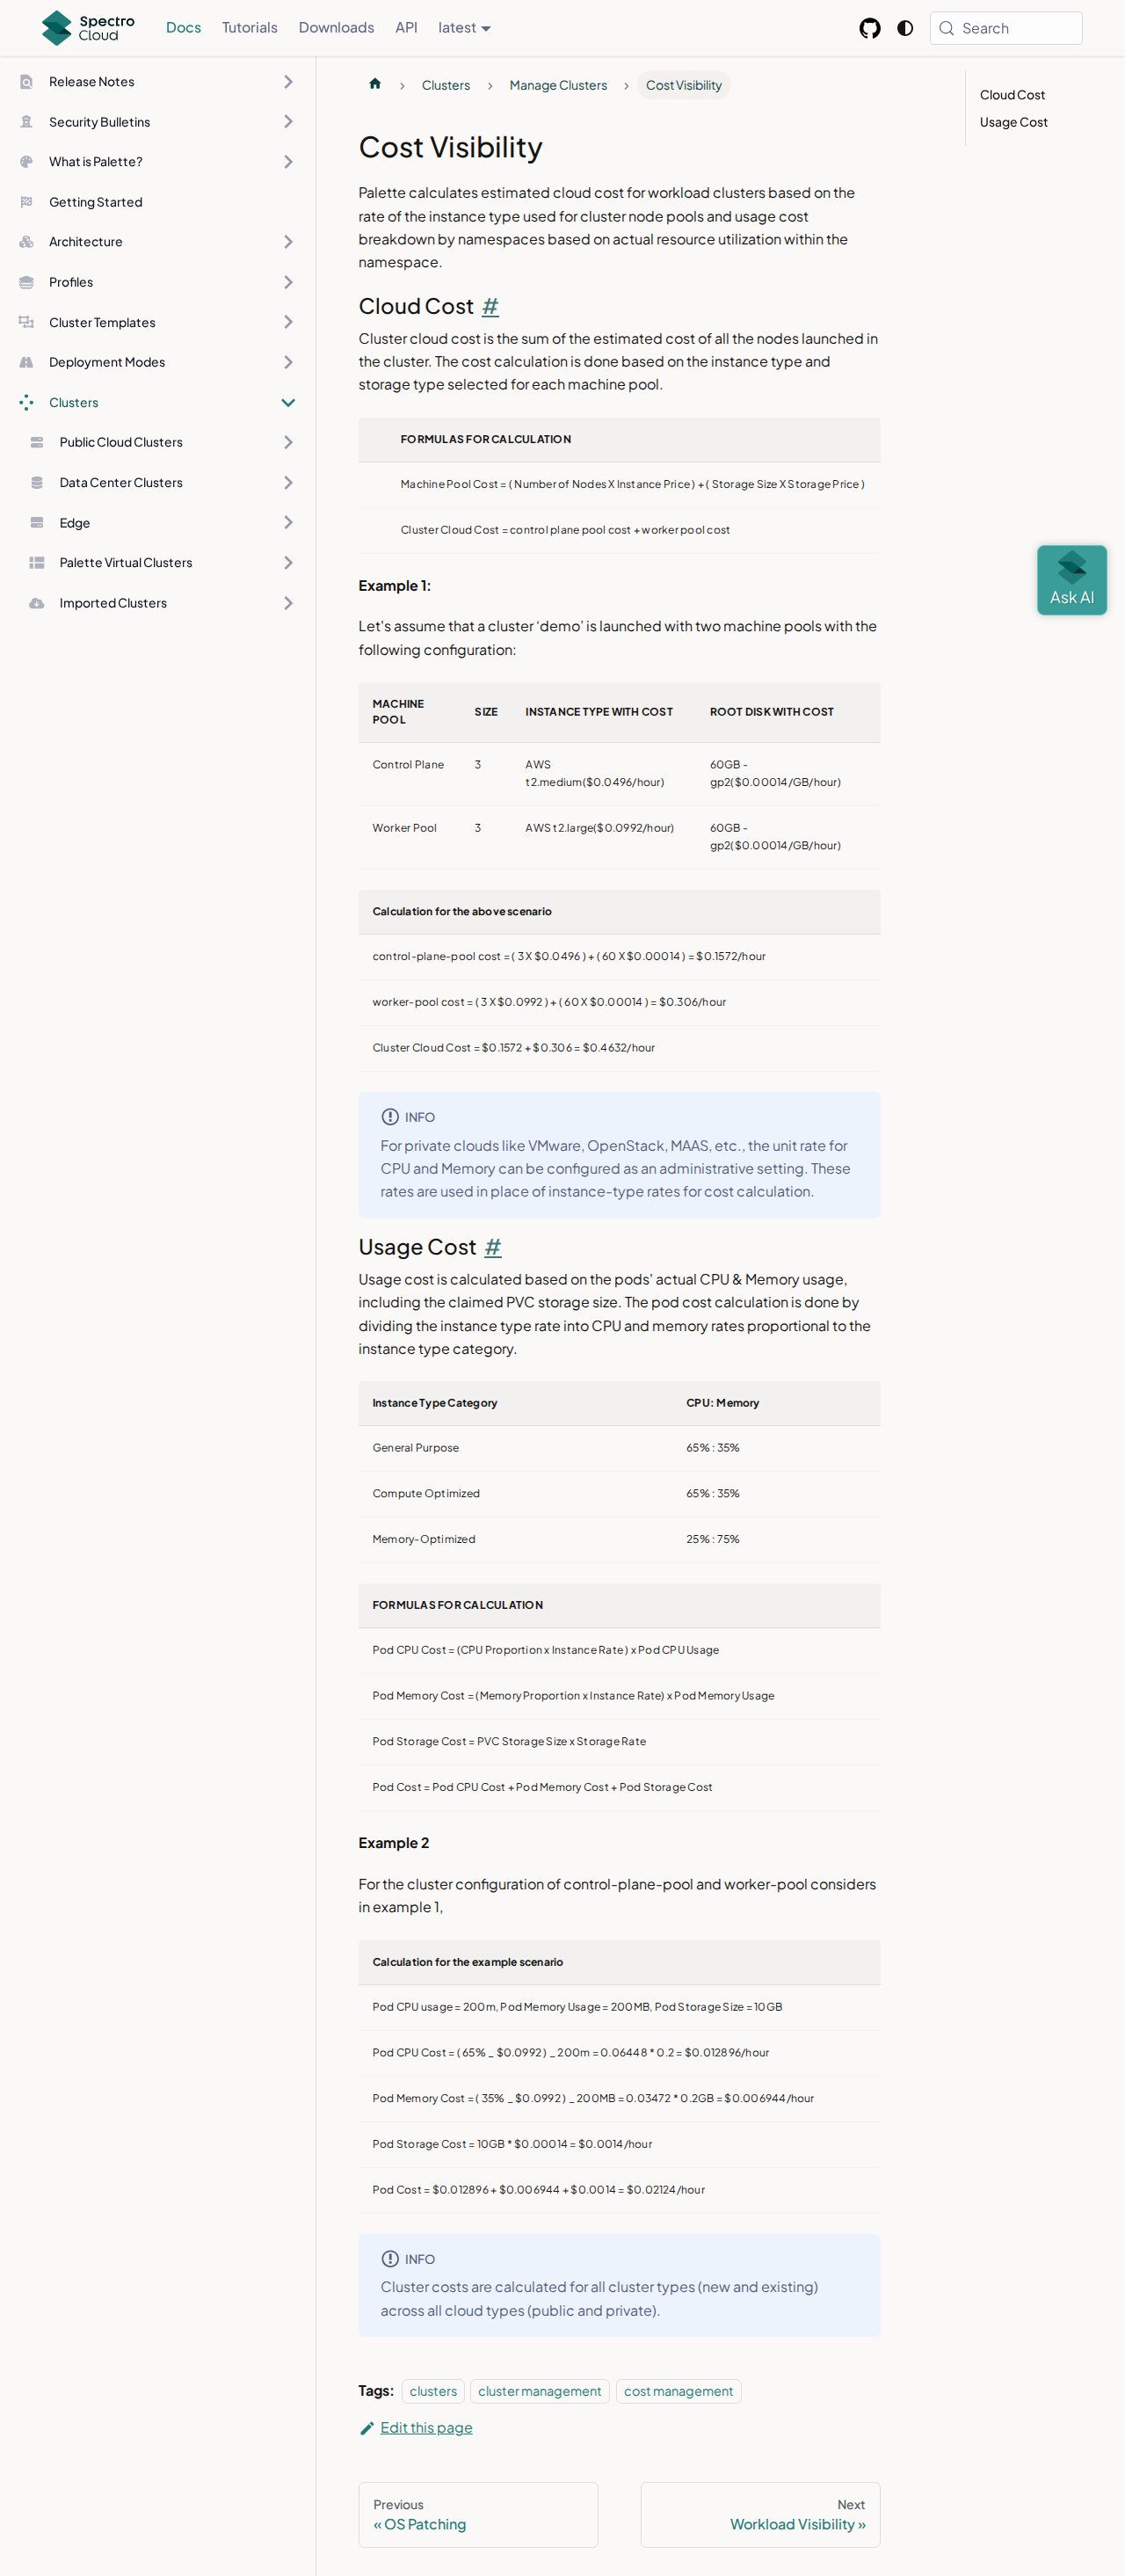 Spectro
Cloud
Docs
Tutorials
Downloads
API
latest
Search
Release Notes
Security Bulletins
What is Palette?
Getting Started
Architecture
Profiles
Cluster Templates
Deployment Modes
Clusters
Public Cloud Clusters
Data Center Clusters
Edge
Palette Virtual Clusters
Imported Clusters
Clusters > Manage Clusters > Cost Visibility
Cost Visibility
Palette calculates estimated cloud cost for workload clusters based on the
rate of the instance type used for cluster node pools and usage cost
breakdown by namespaces based on actual resource utilization within the
namespace.
Cloud Cost #
Cluster cloud cost is the sum of the estimated cost of all the nodes launched in
the cluster. The cost calculation is done based on the instance type and
storage type selected for each machine pool.
FORMULAS FOR CALCULATION
Machine Pool Cost = ( Number of Nodes X Instance Price ) + ( Storage Size X Storage Price )
Cluster Cloud Cost = control plane pool cost + worker pool cost
Example 1:
Let's assume that a cluster ‘demo’ is launched with two machine pools with the
following configuration:
MACHINE
POOL
SIZE
INSTANCE TYPE WITH COST
ROOT DISK WITH COST
Control Plane
3
AWS
t2.medium($0.0496/hour)
60GB -
gp2($0.00014/GB/hour)
Worker Pool
3
AWS t2.large($0.0992/hour)
60GB -
gp2($0.00014/GB/hour)
Calculation for the above scenario
control-plane-pool cost = ( 3 X $0.0496 ) + ( 60 X $0.00014 ) = $0.1572/hour
worker-pool cost = ( 3 X $0.0992 ) + ( 60 X $0.00014 ) = $0.306/hour
Cluster Cloud Cost = $0.1572 + $0.306 = $0.4632/hour
INFO
For private clouds like VMware, OpenStack, MAAS, etc., the unit rate for
CPU and Memory can be configured as an administrative setting. These
rates are used in place of instance-type rates for cost calculation.
Usage Cost #
Usage cost is calculated based on the pods’ actual CPU & Memory usage,
including the claimed PVC storage size. The pod cost calculation is done by
dividing the instance type rate into CPU and memory rates proportional to the
instance type category.
Instance Type Category
CPU: Memory
General Purpose
65% : 35%
Compute Optimized
65% : 35%
Memory-Optimized
25% : 75%
FORMULAS FOR CALCULATION
Pod CPU Cost = (CPU Proportion x Instance Rate ) x Pod CPU Usage
Pod Memory Cost = (Memory Proportion x Instance Rate) x Pod Memory Usage
Pod Storage Cost = PVC Storage Size x Storage Rate
Pod Cost = Pod CPU Cost + Pod Memory Cost + Pod Storage Cost
Example 2
For the cluster configuration of control-plane-pool and worker-pool considers
in example 1,
Calculation for the example scenario
Pod CPU usage = 200m, Pod Memory Usage = 200MB, Pod Storage Size = 10GB
Pod CPU Cost = ( 65% _ $0.0992 ) _ 200m = 0.06448 * 0.2 = $0.012896/hour
Pod Memory Cost = ( 35% _ $0.0992 ) _ 200MB = 0.03472 * 0.2GB = $0.006944/hour
Pod Storage Cost = 10GB * $0.00014 = $0.0014/hour
Pod Cost = $0.012896 + $0.006944 + $0.0014 = $0.02124/hour
INFO
Cluster costs are calculated for all cluster types (new and existing)
across all cloud types (public and private).
Tags: clusters cluster management cost management
Edit this page
Previous
« OS Patching
Next
Workload Visibility »
Cloud Cost
Usage Cost
Ask AI